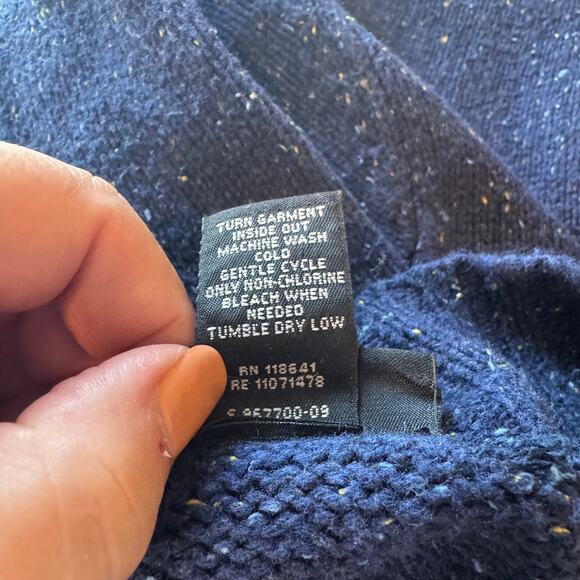 TURN GARMENT
INSIDE OUT
MACHINE WASH
COLD
GENTLE CYCLE
ONLY NON-CHLORINE
BLEACH WHEN
NEEDED
TUMBLE DRY LOW
RN 118641
RE 11071478
S 967700-09